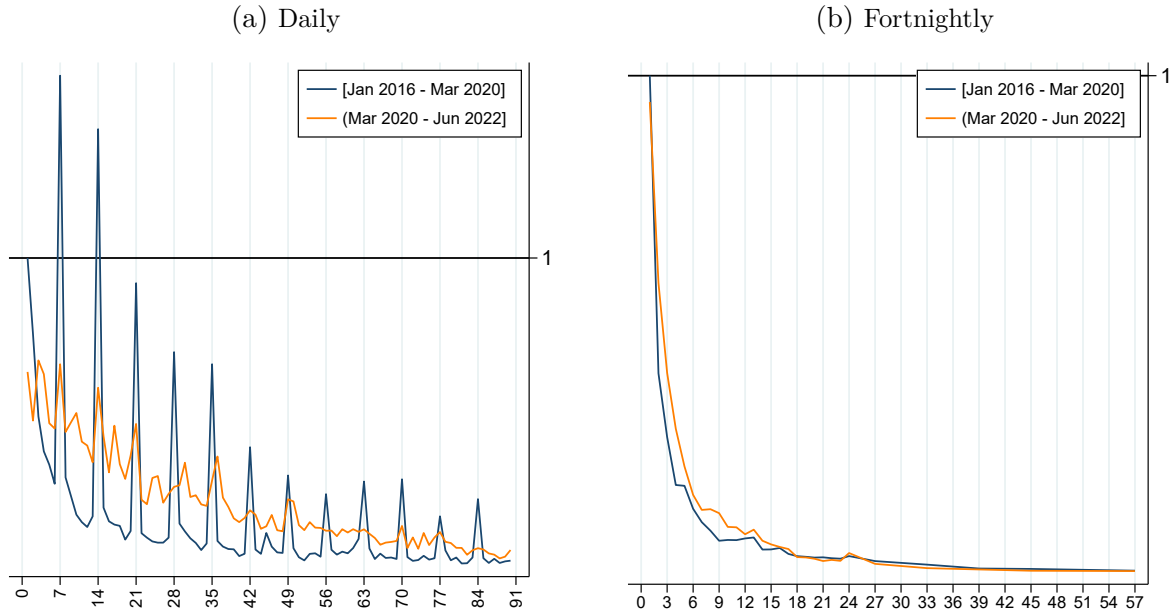 (a) Daily
[Jan 2016 - Mar 2020]
(Mar 2020 - Jun 2022]
1
0 7 14 21 28 35 42 49 56 63 70 77 84 91
(b) Fortnightly
[Jan 2016 - Mar 2020]
(Mar 2020 - Jun 2022]
1
0 3 6 9 12 15 18 21 24 27 30 33 36 39 42 45 48 51 54 57